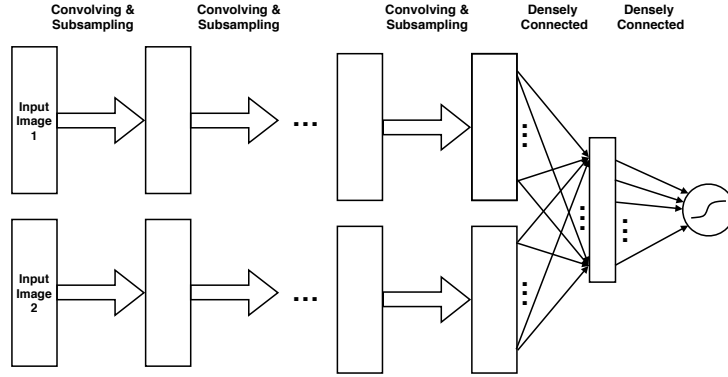 Convolving &
Subsampling
Convolving &
Subsampling
Convolving &
Subsampling
Densely
Connected
Densely
Connected
Input
Image
1
...
...
...
...
Input
Image
2
...
...